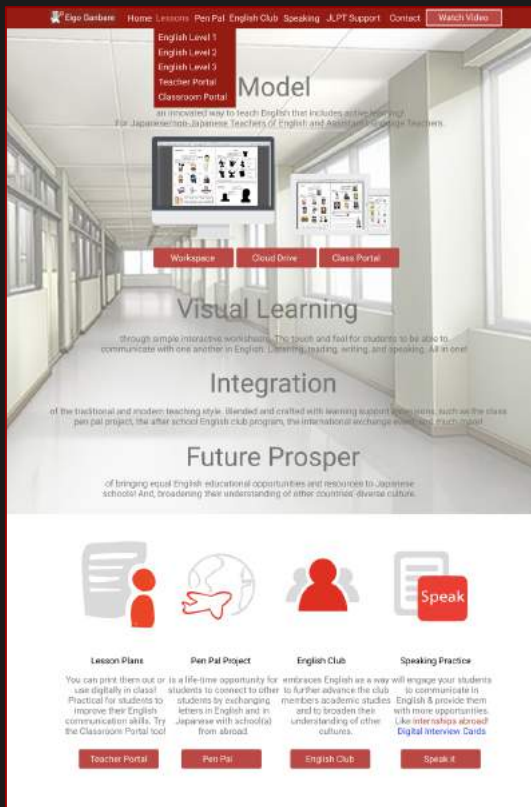 Eigo Ganbare Home Lessons Pen Pal English Club Speaking JLPT Support Contact Watch Video
English Level 1
English Level 2
English Level 3
Teacher Portal
Classroom Portal
Model
an innovated way to teach English that includes active learning!
For Japanese/non-Japanese Teachers of English and Assistant Language Teachers.
Workspace Cloud Drive Class Portal
Visual Learning
through simple interactive worksheets. The touch and feel for students to be able to
communicate with one another in English. Listening, reading, writing, and speaking. All in one!
Integration
of the traditional and modern teaching style. Blended and crafted with learning support extensions, such as the class
pen pal project, the after school English club program, the international exchange event, and much more!
Future Prosper
of bringing equal English educational opportunities and resources to Japanese
schools! And, broadening their understanding of other countries' diverse culture.
Speak
Lesson Plans
You can print them out or
use digitally in class!
Practical for students to
improve their English
communication skills. Try
the Classroom Portal too!
Teacher Portal
Pen Pal Project
is a life-time opportunity for
students to connect to other
students by exchanging
letters in English and in
Japanese with school(s)
from abroad.
Pen Pal
English Club
embraces English as a way
to further advance the club
members academic studies
and to broaden their
understanding of other
cultures.
English Club
Speaking Practice
will engage your students
to communicate in
English & provide them
with more opportunities.
Like internships abroad!
Digital Interview Cards
Speak it